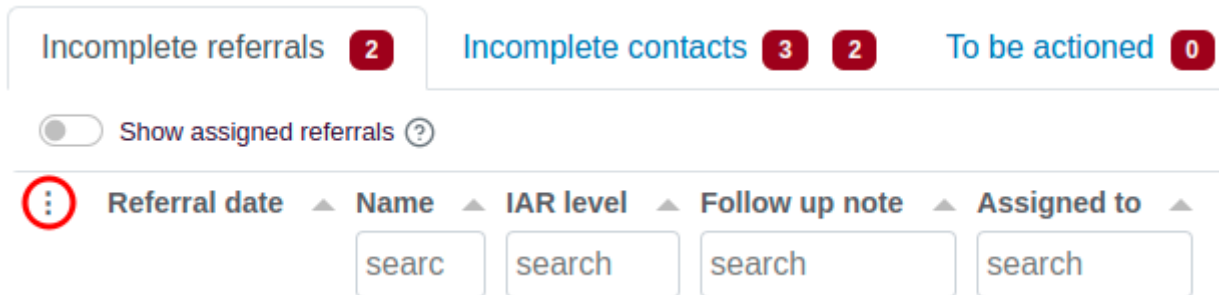 Incomplete referrals 2 Incomplete contacts 3 2 To be actioned 0
Show assigned referrals ?
Referral date Name IAR level Follow up note Assigned to
searc search search search